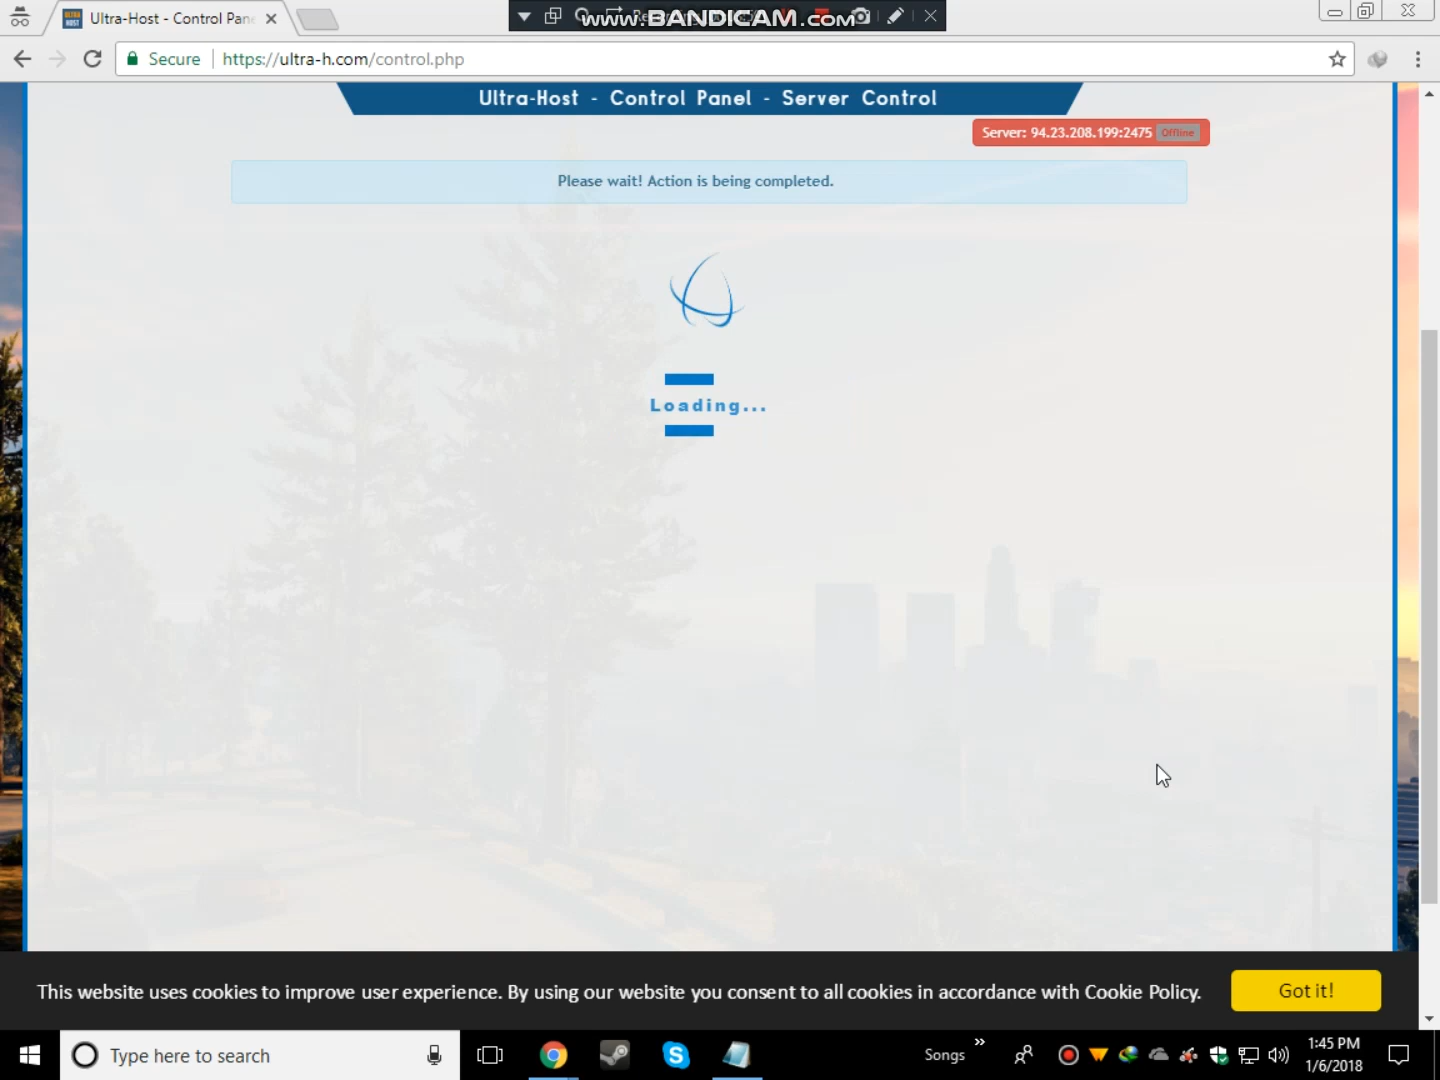 Ultra-Host - Control Pane
www.BANDICAM.com
Secure
https://ultra-h.com/control.php
Ultra-Host - Control Panel - Server Control
Server: 94.23.208.199:2475 Offline
Please wait! Action is being completed.
Loading...
This website uses cookies to improve user experience. By using our website you consent to all cookies in accordance with Cookie Policy.
Got it!
Type here to search
Songs
1:45 PM
1/6/2018